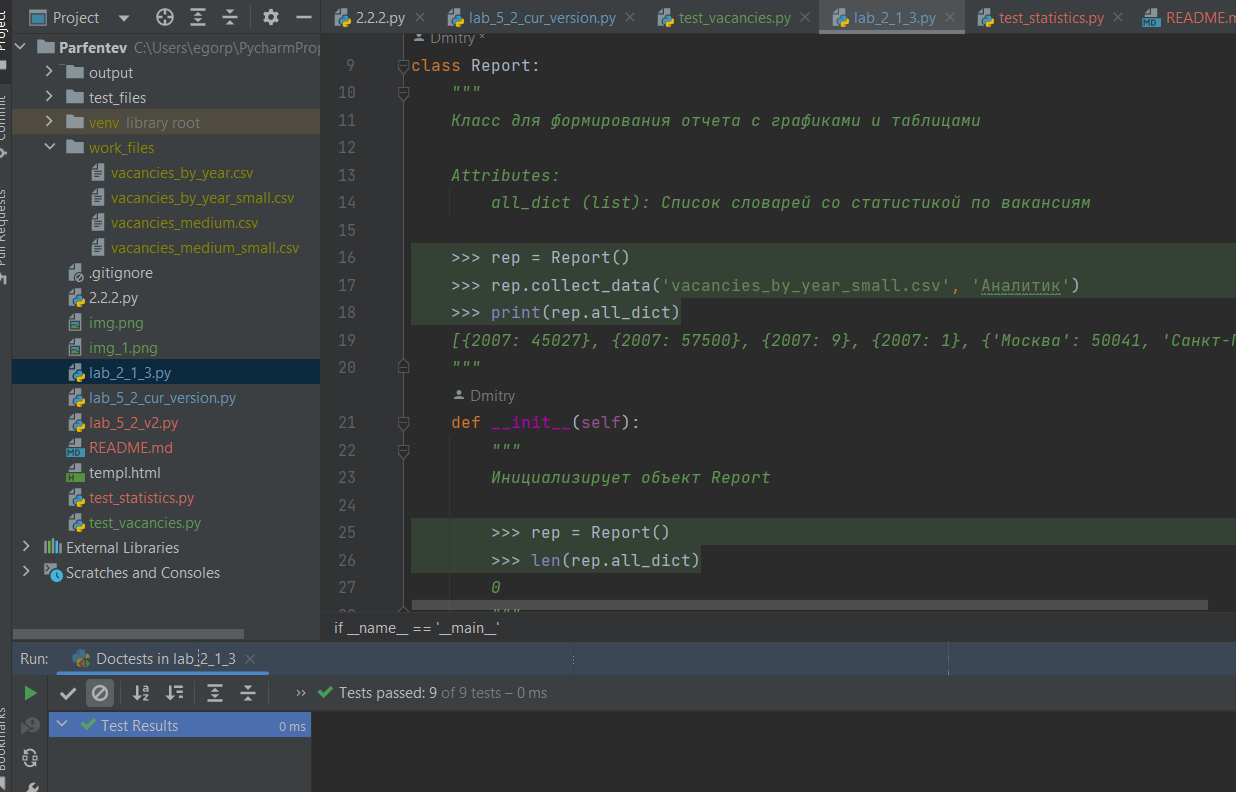 Project
2.2.2.py
lab_5_2_cur_version.py
test_vacancies.py
lab_2_1_3.py
test_statistics.py
README.m
Project
Commit
Pull Requests
Bookmarks
Parfentev C:\Users\egorp\PycharmProj
output
test_files
venv library root
work_files
vacancies_by_year.csv
vacancies_by_year_small.csv
vacancies_medium.csv
vacancies_medium_small.csv
.gitignore
2.2.2.py
img.png
img_1.png
lab_2_1_3.py
lab_5_2_cur_version.py
lab_5_2_v2.py
README.md
templ.html
test_statistics.py
test_vacancies.py
External Libraries
Scratches and Consoles
Dmitry *
9 class Report:
10 """
11 Класс для формирования отчета с графиками и таблицами
12
13 Attributes:
14 all_dict (list): Список словарей со статистикой по вакансиям
15
16 >>> rep = Report()
17 >>> rep.collect_data('vacancies_by_year_small.csv', 'Аналитик')
18 >>> print(rep.all_dict)
19 [{2007: 45027}, {2007: 57500}, {2007: 9}, {2007: 1}, {'Москва': 50041, 'Санкт-П
20 """
Dmitry
21 def __init__(self):
22 """
23 Инициализирует объект Report
24
25 >>> rep = Report()
26 >>> len(rep.all_dict)
27 0
28 """
if __name__ == '__main__'
Run: Doctests in lab_2_1_3
Tests passed: 9 of 9 tests – 0 ms
Test Results 0 ms